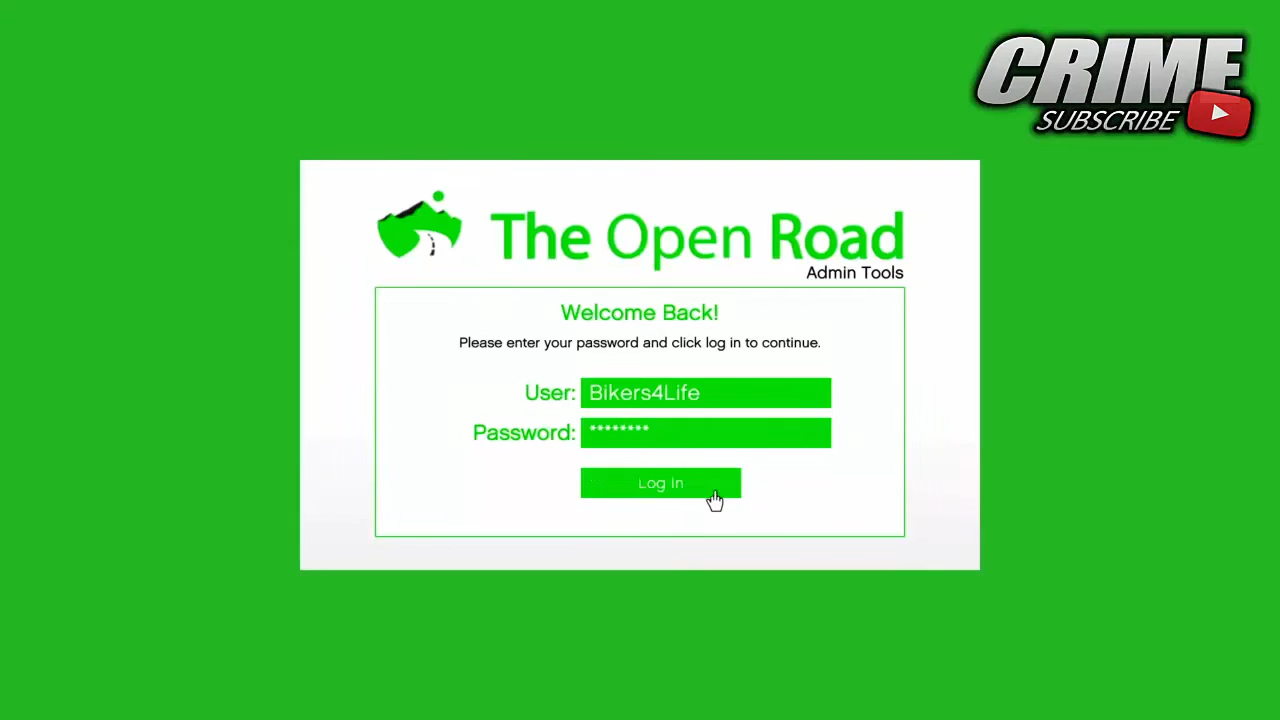 CRIME
SUBSCRIBE
The Open Road
Admin Tools
Welcome Back!
Please enter your password and click log in to continue.
User: Bikers4Life
Password: ********
Log In